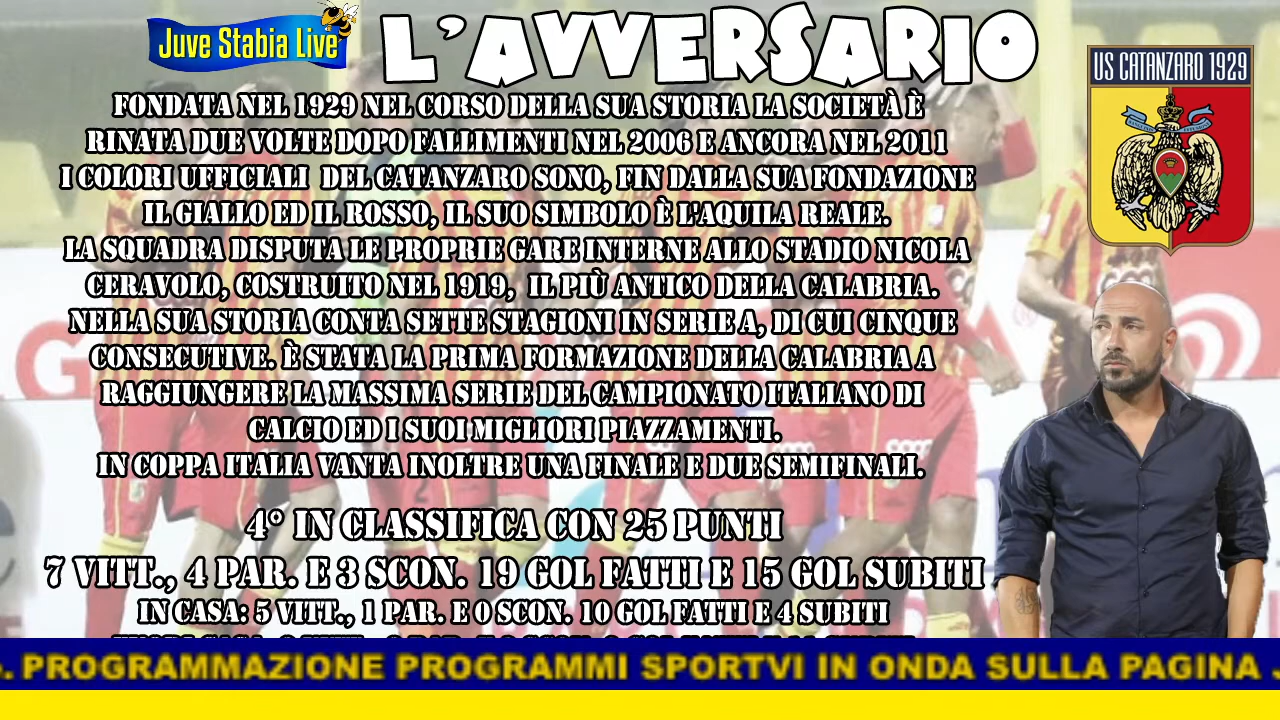 Juve Stabia Live
L'AVVERSARIO
US CATANZARO 1929
FONDATA NEL 1929 NEL CORSO DELLA SUA STORIA LA SOCIETÀ È
RINATA DUE VOLTE DOPO FALLIMENTI NEL 2006 E ANCORA NEL 2011
I COLORI UFFICIALI DEL CATANZARO SONO, FIN DALLA SUA FONDAZIONE
IL GIALLO ED IL ROSSO, IL SUO SIMBOLO È L'AQUILA REALE.
LA SQUADRA DISPUTA LE PROPRIE GARE INTERNE ALLO STADIO NICOLA
CERAVOLO, COSTRUITO NEL 1919, IL PIÙ ANTICO DELLA CALABRIA.
NELLA SUA STORIA CONTA SETTE STAGIONI IN SERIE A, DI CUI CINQUE
CONSECUTIVE. È STATA LA PRIMA FORMAZIONE DELLA CALABRIA A
RAGGIUNGERE LA MASSIMA SERIE DEL CAMPIONATO ITALIANO DI
CALCIO ED I SUOI MIGLIORI PIAZZAMENTI.
IN COPPA ITALIA VANTA INOLTRE UNA FINALE E DUE SEMIFINALI.
4° IN CLASSIFICA CON 25 PUNTI
7 VITT., 4 PAR. E 3 SCON. 19 GOL FATTI E 15 GOL SUBITI
IN CASA: 5 VITT., 1 PAR. E 0 SCON. 10 GOL FATTI E 4 SUBITI
. PROGRAMMAZIONE PROGRAMMI SPORTVI IN ONDA SULLA PAGINA